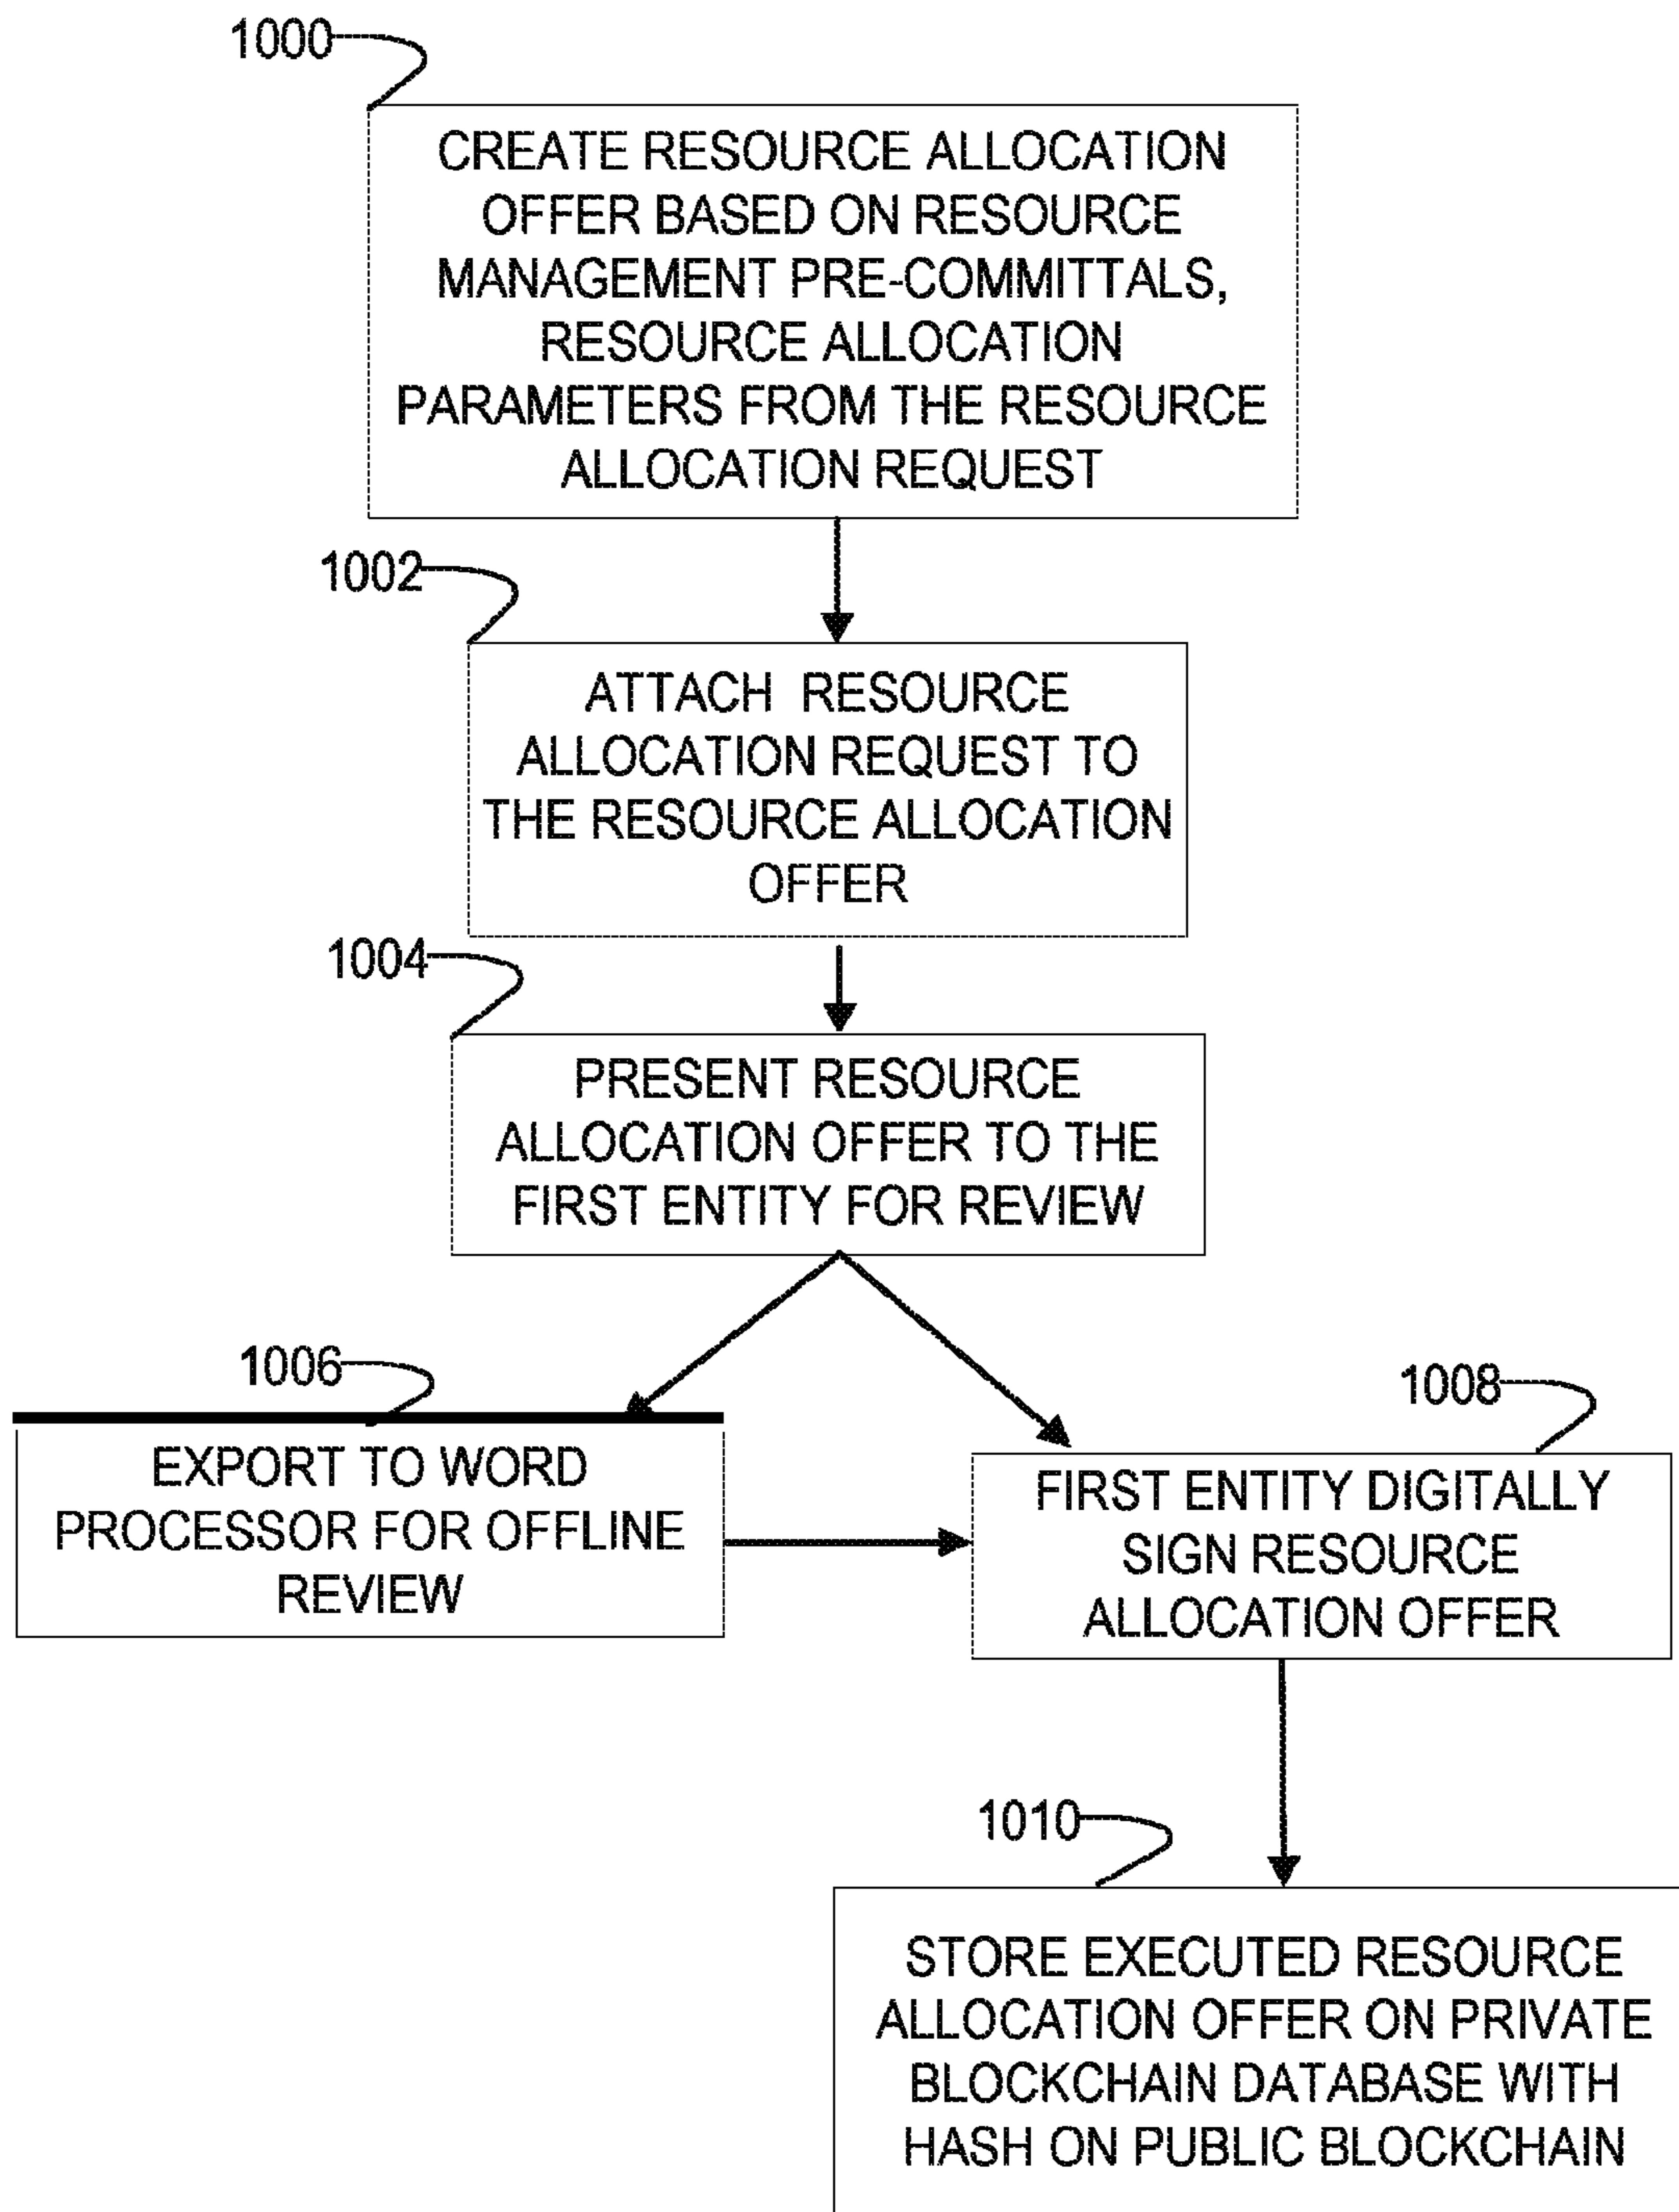 1000
CREATE RESOURCE ALLOCATION
OFFER BASED ON RESOURCE
MANAGEMENT PRE-COMMITTALS,
RESOURCE ALLOCATION
PARAMETERS FROM THE RESOURCE
ALLOCATION REQUEST
1002
ATTACH RESOURCE
ALLOCATION REQUEST TO
THE RESOURCE ALLOCATION
OFFER
1004
PRESENT RESOURCE
ALLOCATION OFFER TO THE
FIRST ENTITY FOR REVIEW
1006
EXPORT TO WORD
PROCESSOR FOR OFFLINE
REVIEW
1008
FIRST ENTITY DIGITALLY
SIGN RESOURCE
ALLOCATION OFFER
1010
STORE EXECUTED RESOURCE
ALLOCATION OFFER ON PRIVATE
BLOCKCHAIN DATABASE WITH
HASH ON PUBLIC BLOCKCHAIN